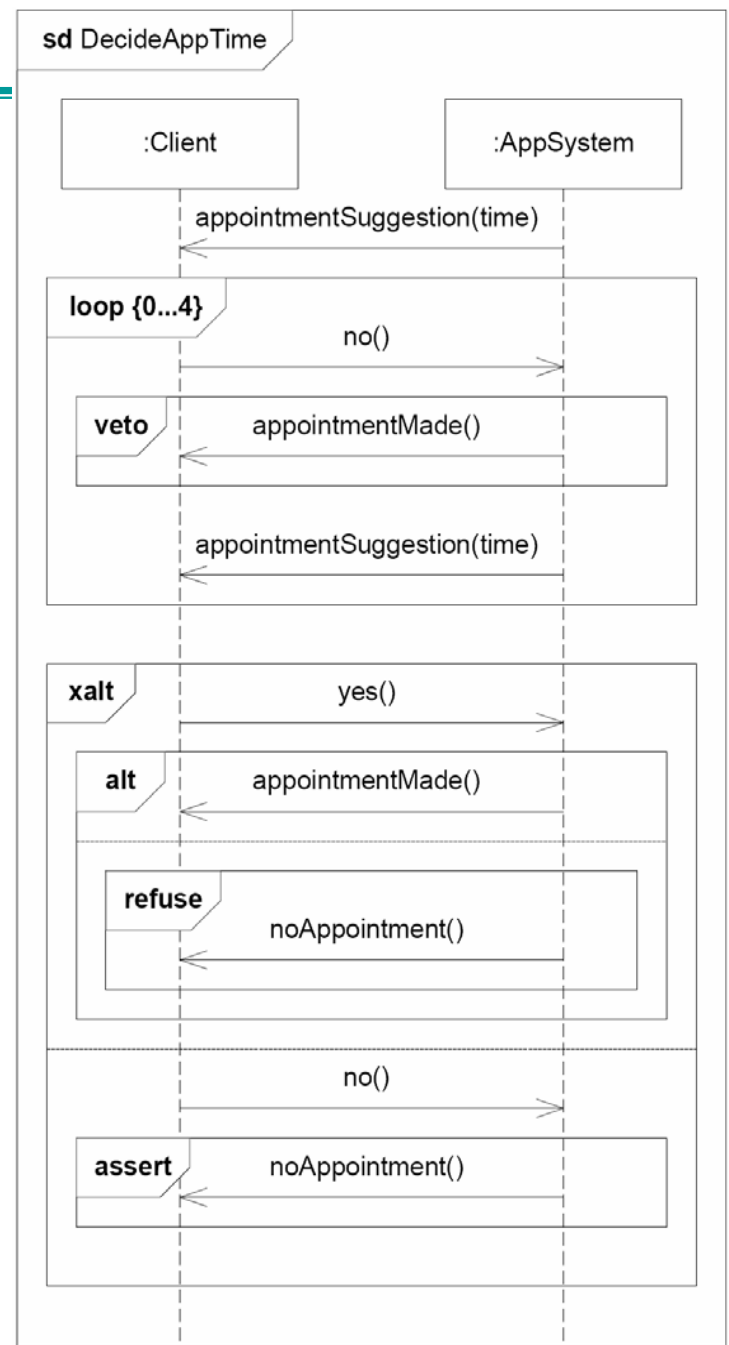 sd DecideAppTime
:Client
:AppSystem
appointmentSuggestion(time)
loop {0...4}
no()
veto
appointmentMade()
appointmentSuggestion(time)
xalt
yes()
alt
appointmentMade()
refuse
noAppointment()
no()
assert
noAppointment()